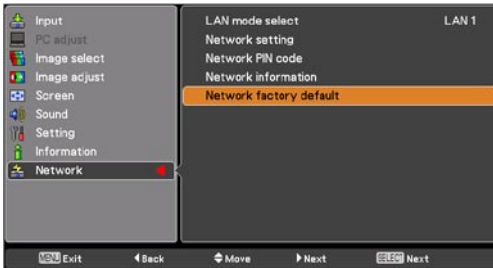 Input
PC adjust
Image select
Image adjust
Screen
Sound
Setting
Information
Network
LAN mode select LAN 1
Network setting
Network PIN code
Network information
Network factory default
MENU Exit Back Move Next SELECT Next